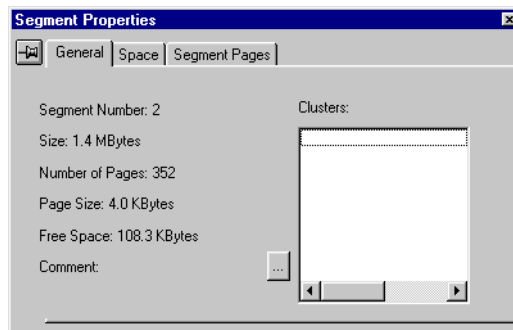 Segment Properties
General Space Segment Pages
Segment Number: 2
Clusters:
Size: 1.4 MBytes
Number of Pages: 352
Page Size: 4.0 KBytes
Free Space: 108.3 KBytes
Comment:
...